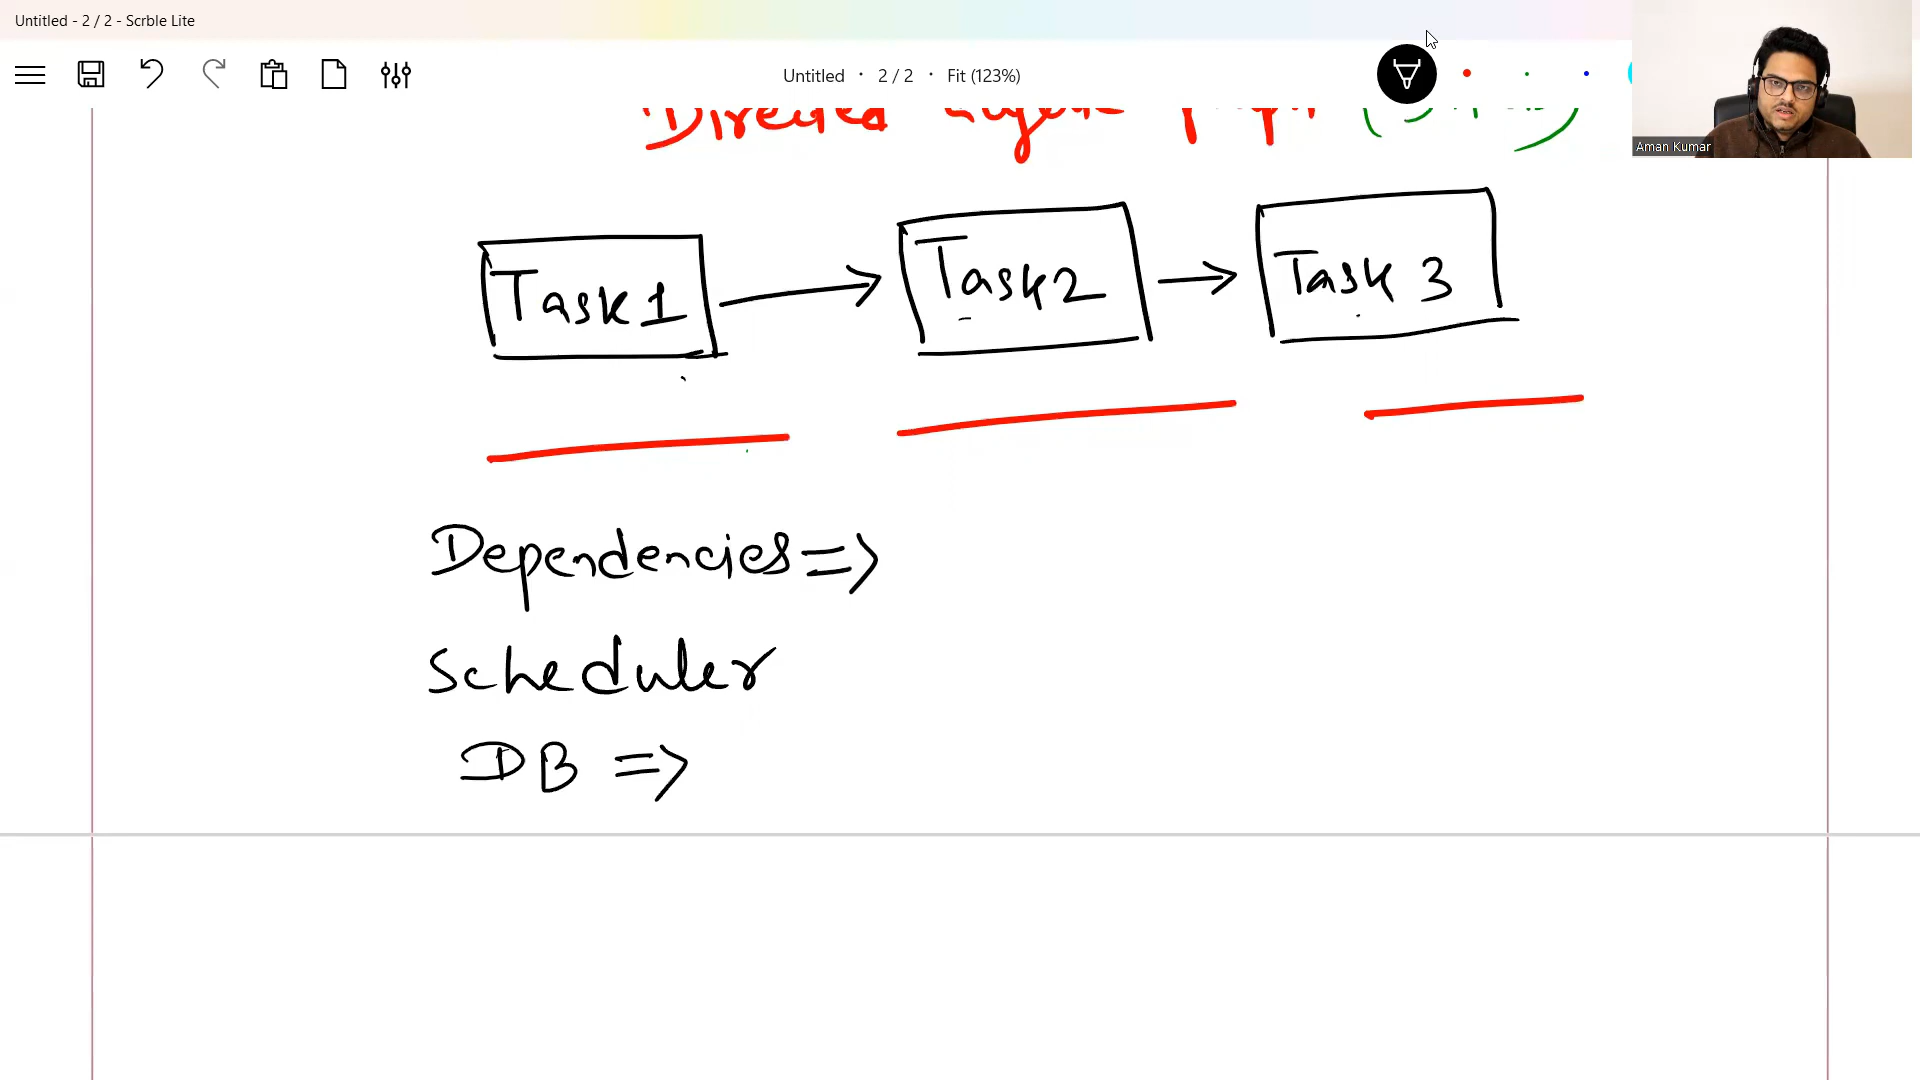 Untitled - 2 / 2 - Scrble Lite
Untitled · 2 / 2 · Fit (123%)
Aman Kumar
Directed
Task 1 → Task 2 → Task 3
Dependencies =>
Scheduler
DB =>